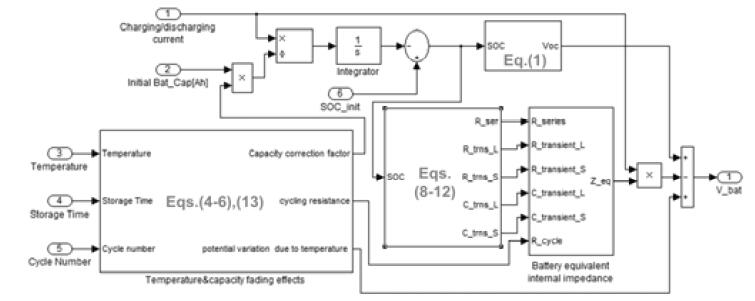 1
Charging/discharging
current
2
Initial Bat_Cap[Ah]
×
÷
×
1
s
Integrator
-
+
6
SOC_init
SOC
Voc
Eq.(1)
3
Temperature
4
Storage Time
5
Cycle Number
Temperature
Capacity correction factor
Storage Time
Eqs.(4-6),(13)
cycling resistance
Cycle number
potential variation due to temperature
Temperature&capacity fading effects
SOC
Eqs.
(8-12)
R_ser
R_trns_L
R_trns_S
C_trns_L
C_trns_S
R_series
R_transient_L
R_transient_S
Z_eq
C_transient_L
C_transient_S
R_cycle
Battery equivalent
internal impedance
×
+
-
+
1
V_bat